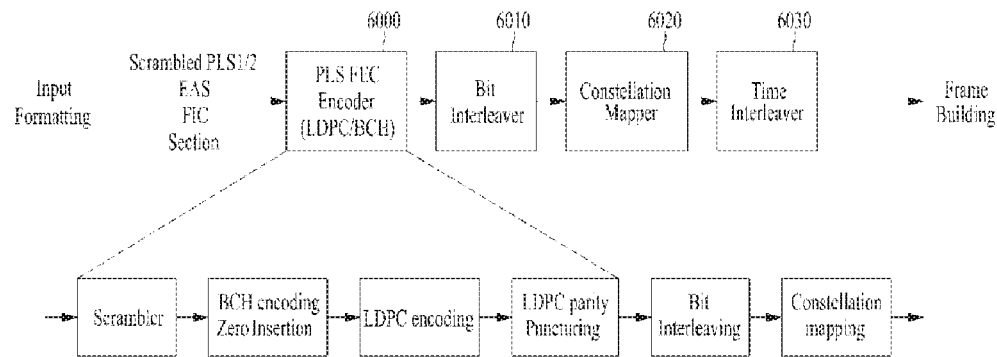 6000
6010
6020
6030
Input
Formatting
Scrambled PLS1/2
EAS
FIC
Section
PLS FEC
Encoder
(LDPC/BCH)
Bit
Interleaver
Constellation
Mapper
Time
Interleaver
Frame
Building
Scrambler
BCH encoding
Zero Insertion
LDPC encoding
LDPC parity
Puncturing
Bit
Interleaving
Constellation
mapping